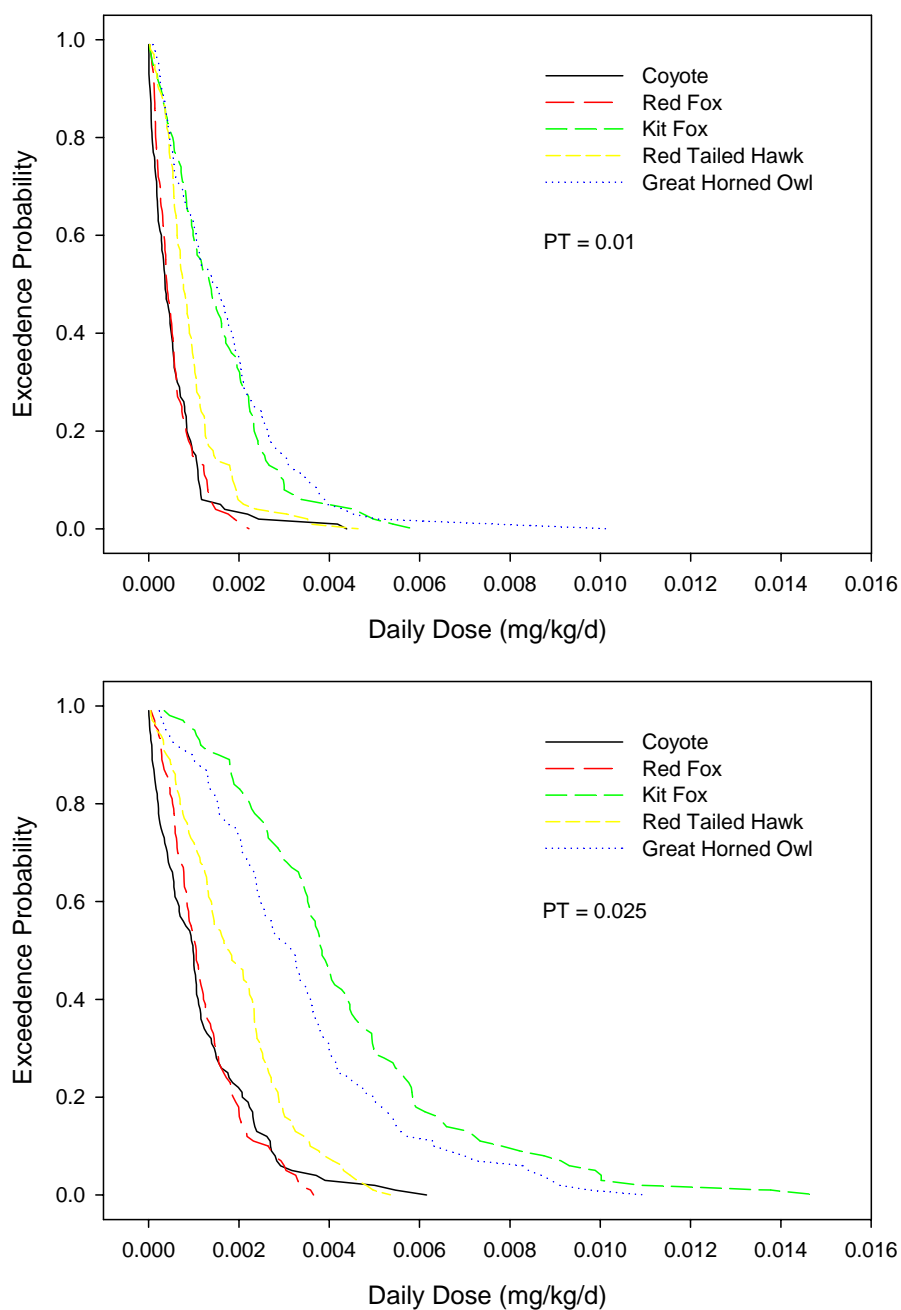 1.0
0.8
0.6
0.4
0.2
0.0
Exceedence Probability
Coyote
Red Fox
Kit Fox
Red Tailed Hawk
Great Horned Owl
PT = 0.01
0.000 0.002 0.004 0.006 0.008 0.010 0.012 0.014 0.016
Daily Dose (mg/kg/d)
1.0
0.8
0.6
0.4
0.2
0.0
Exceedence Probability
Coyote
Red Fox
Kit Fox
Red Tailed Hawk
Great Horned Owl
PT = 0.025
0.000 0.002 0.004 0.006 0.008 0.010 0.012 0.014 0.016
Daily Dose (mg/kg/d)